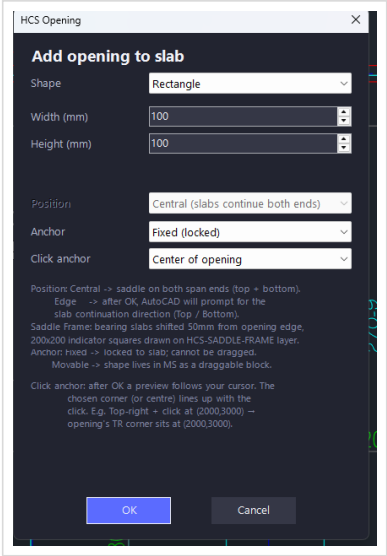 HCS Opening
Add opening to slab
Shape Rectangle
Width (mm) 100
Height (mm) 100
Position Central (slabs continue both ends)
Anchor Fixed (locked)
Click anchor Center of opening
Position: Central -> saddle on both span ends (top + bottom).
Edge -> after OK, AutoCAD will prompt for the
slab continuation direction (Top / Bottom).
Saddle Frame: bearing slabs shifted 50mm from opening edge,
200x200 indicator squares drawn on HCS-SADDLE-FRAME layer.
Anchor: Fixed -> locked to slab; cannot be dragged.
Movable -> shape lives in MS as a draggable block.
Click anchor: after OK a preview follows your cursor. The
chosen corner (or centre) lines up with the
click. E.g. Top-right + click at (2000,3000) —
opening's TR corner sits at (2000,3000).
OK Cancel